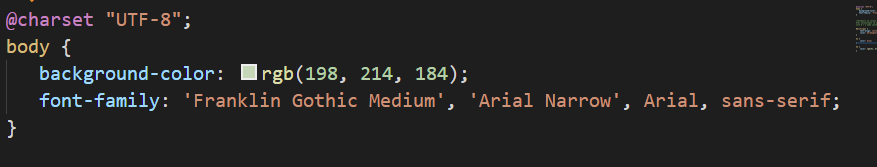 @charset "UTF-8";
body {
background-color: rgb(198, 214, 184);
font-family: 'Franklin Gothic Medium', 'Arial Narrow', Arial, sans-serif;
}